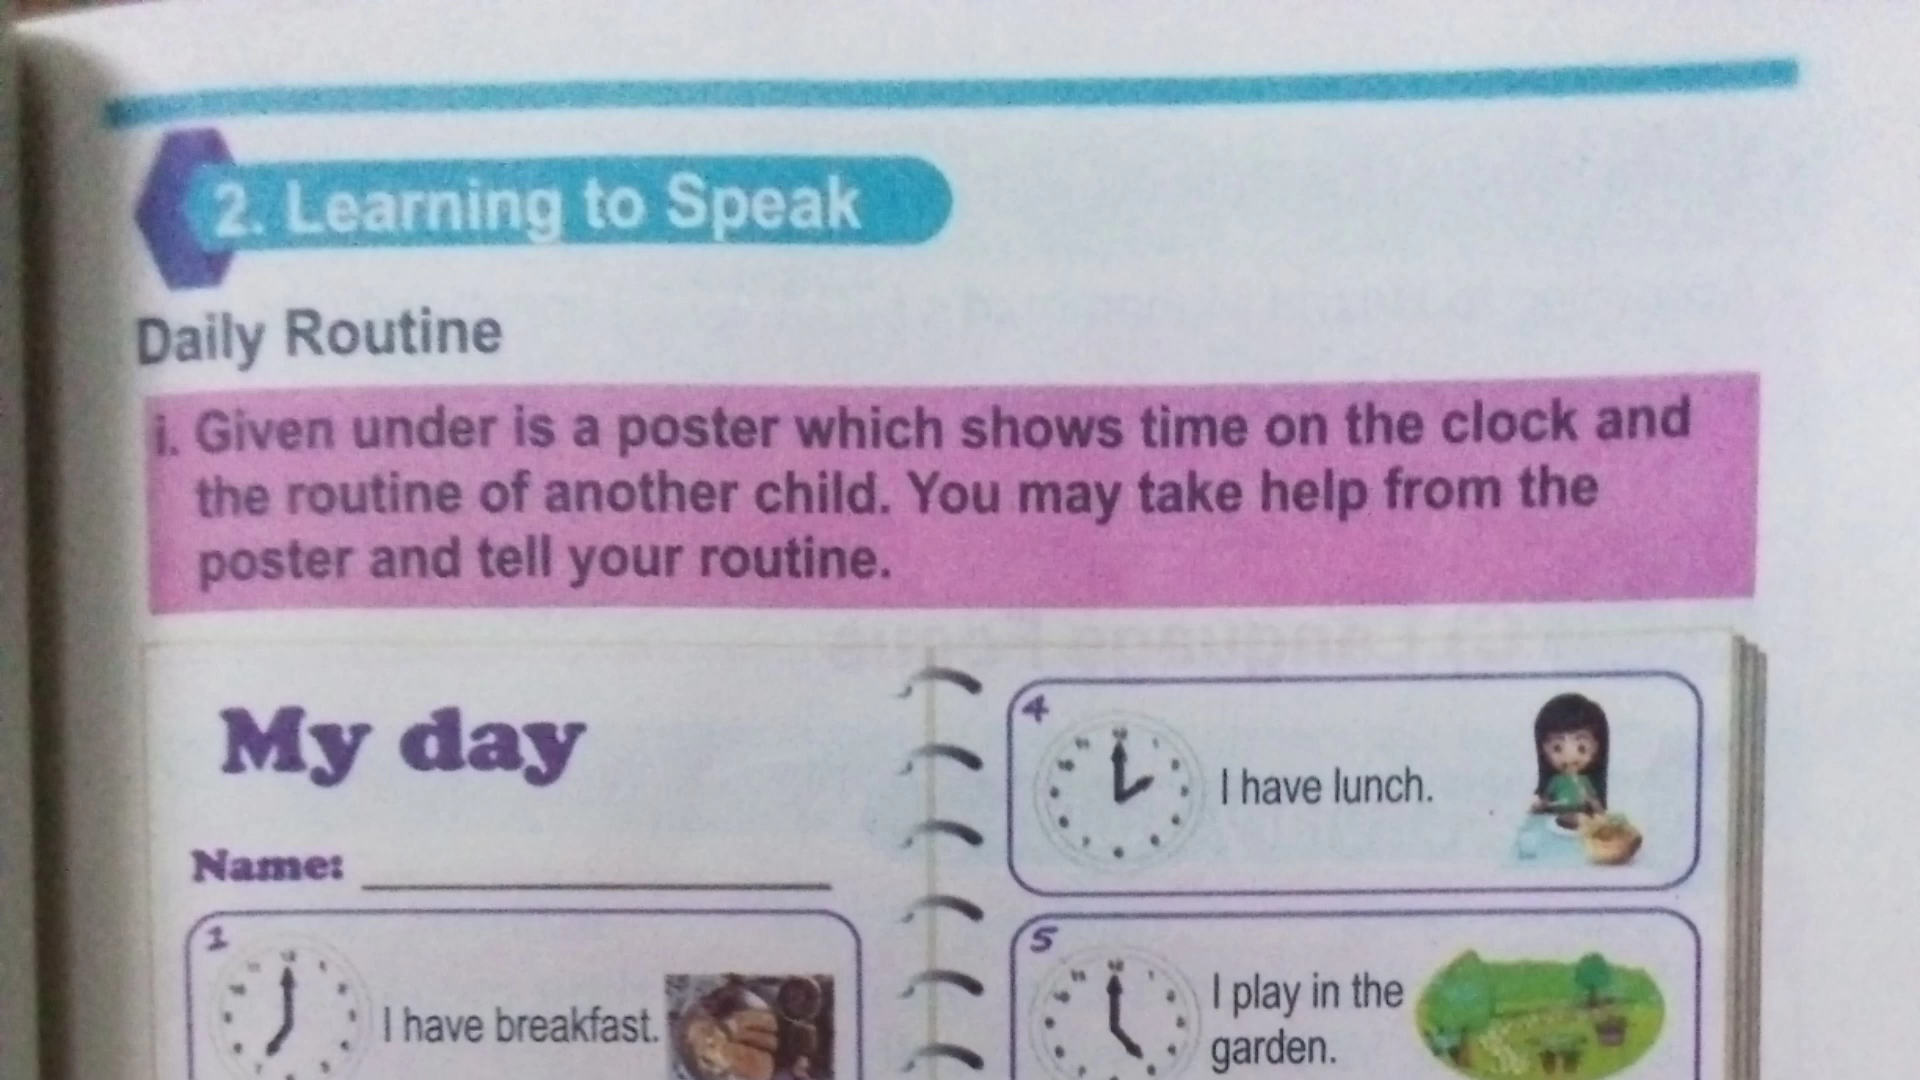 2. Learning to Speak
Daily Routine
i. Given under is a poster which shows time on the clock and
the routine of another child. You may take help from the
poster and tell your routine.
My day
Name:
1
I have breakfast.
4
I have lunch.
5
I play in the
garden.